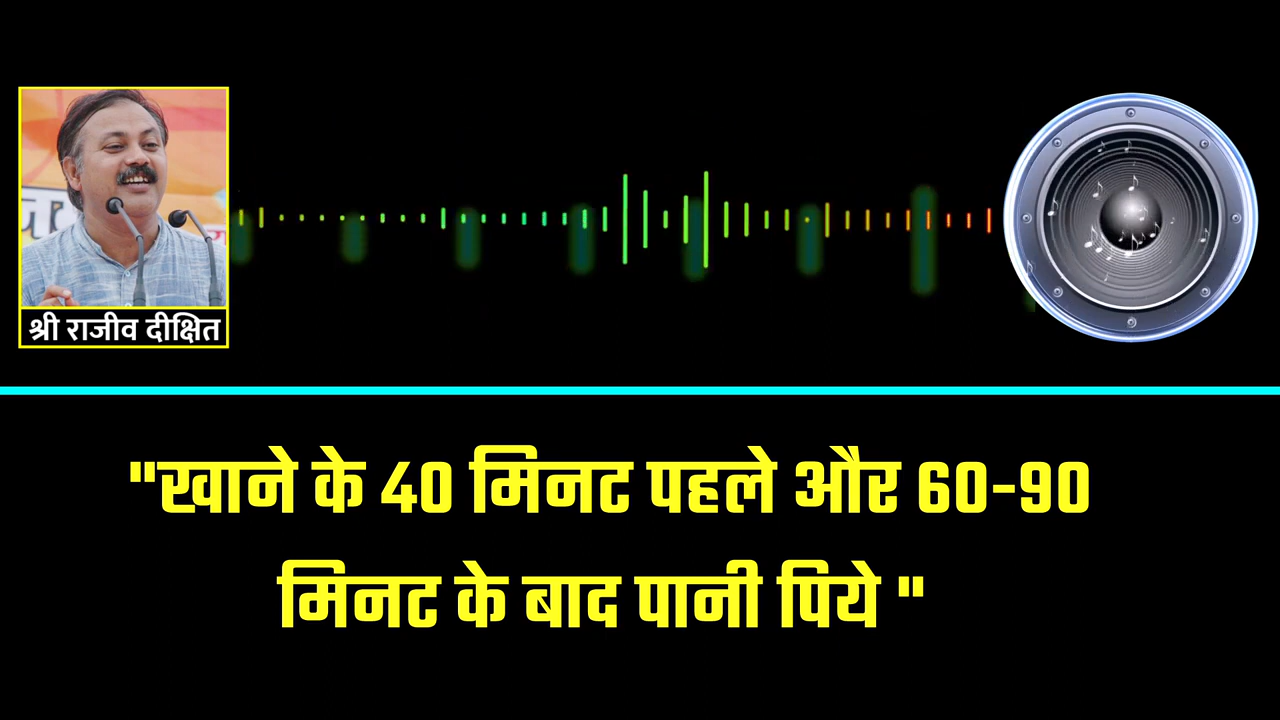 श्री राजीव दीक्षित
"खाने के 40 मिनट पहले और 60-90
मिनट के बाद पानी पिये "